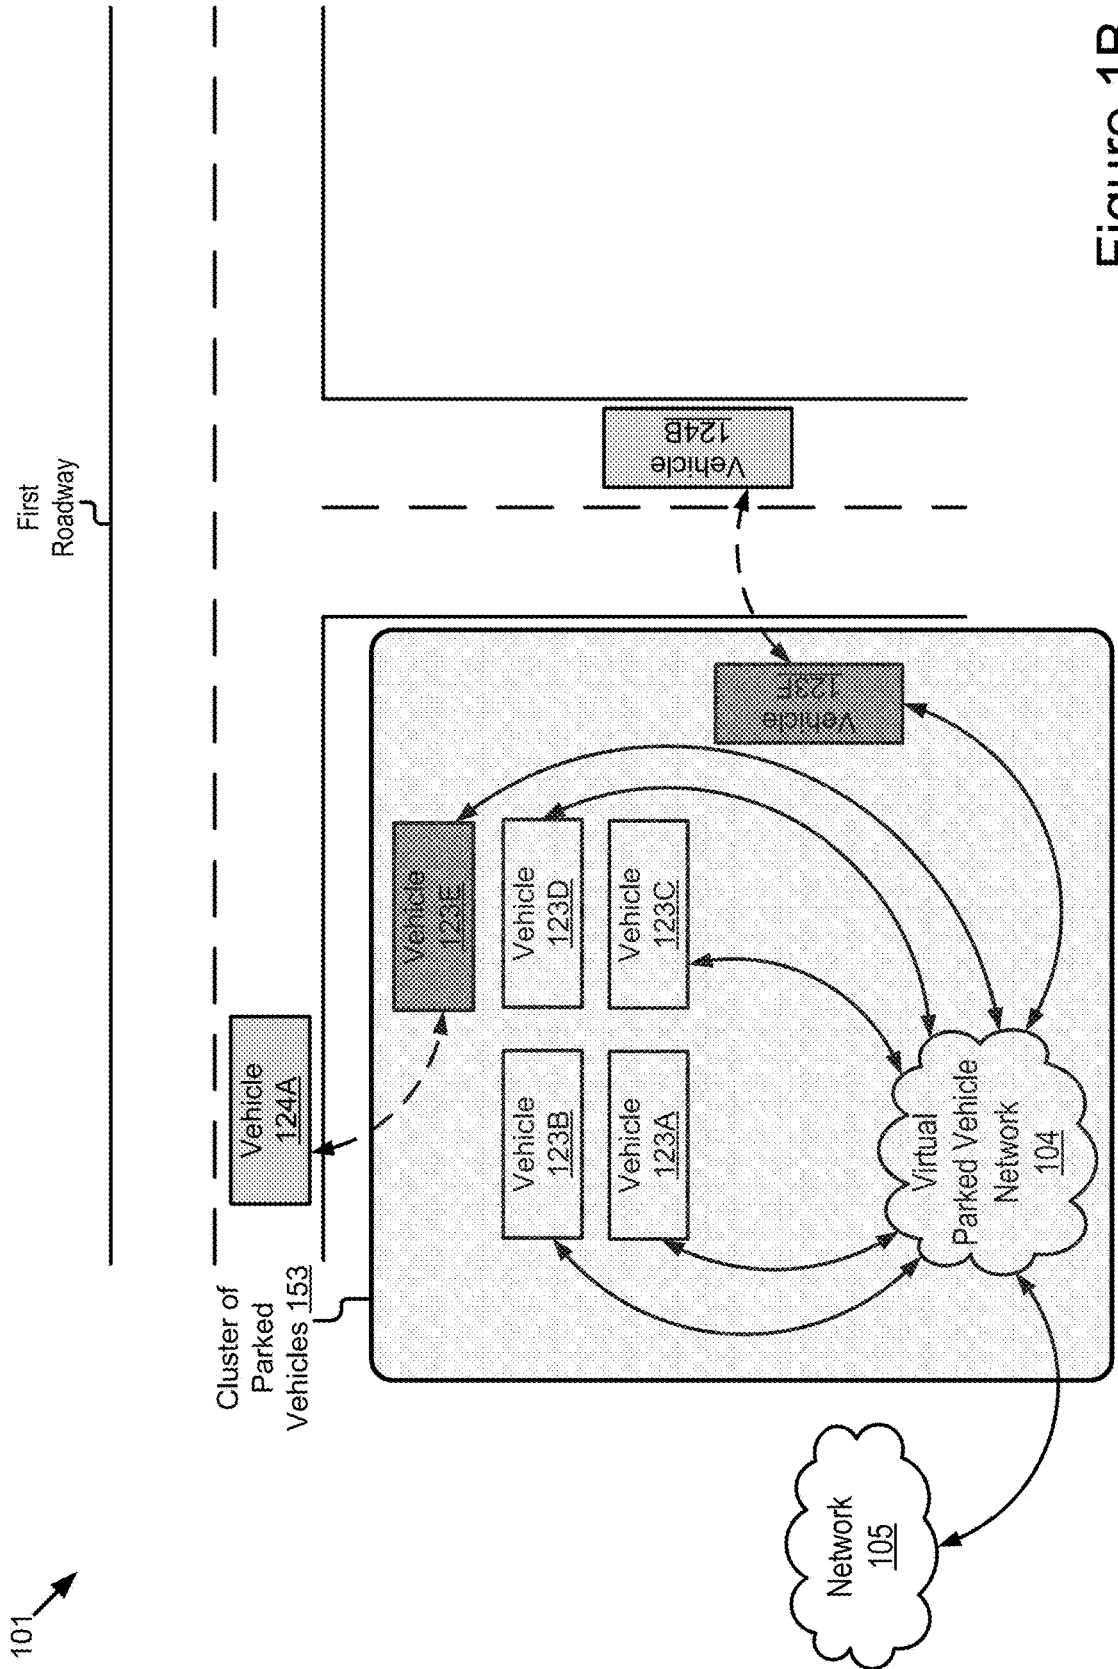 101
First
Roadway
Cluster of
Parked
Vehicles 153
Vehicle
124A
Vehicle
123E
Vehicle
124B
Vehicle
123B
Vehicle
123D
Vehicle
123F
Vehicle
123A
Vehicle
123C
Network
105
Virtual
Parked Vehicle
Network
104
Figure 1B